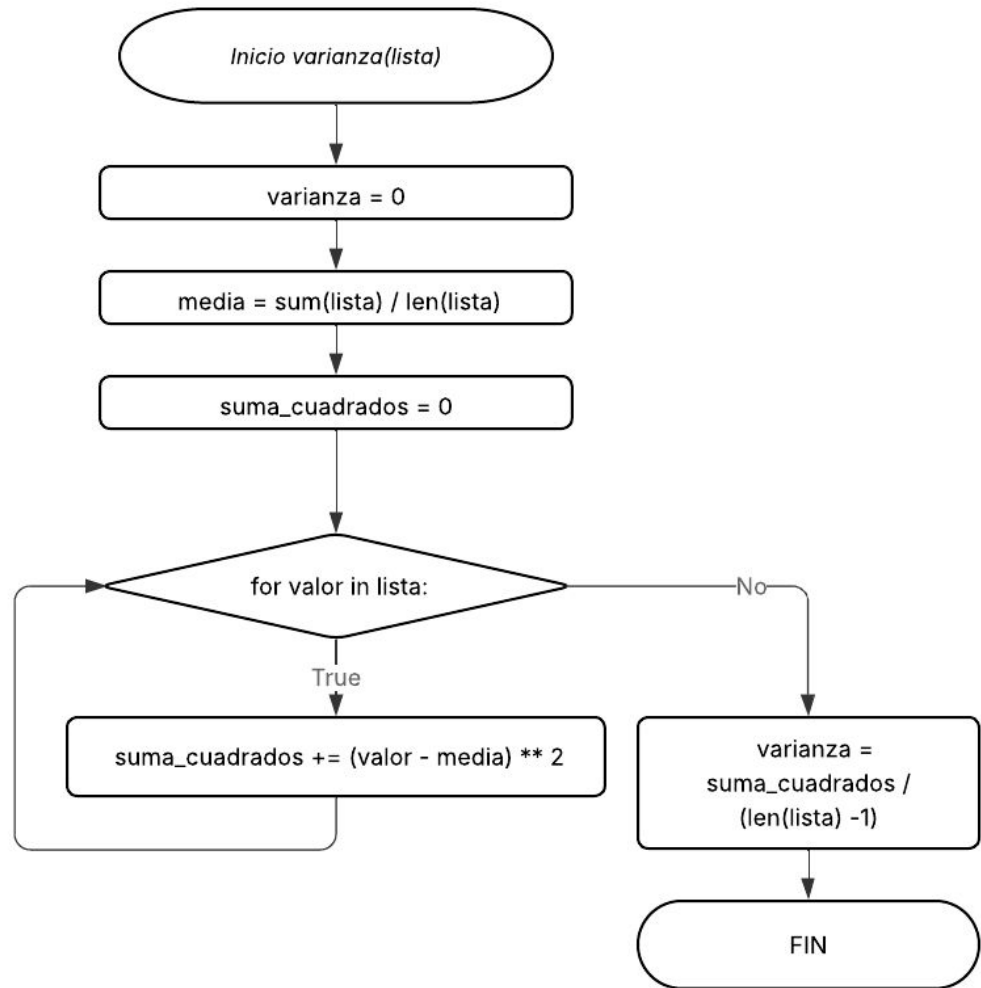 Inicio varianza(lista)
varianza = 0
media = sum(lista) / len(lista)
suma_cuadrados = 0
for valor in lista:
No
True
suma_cuadrados += (valor - media) ** 2
varianza =
suma_cuadrados /
(len(lista) -1)
FIN